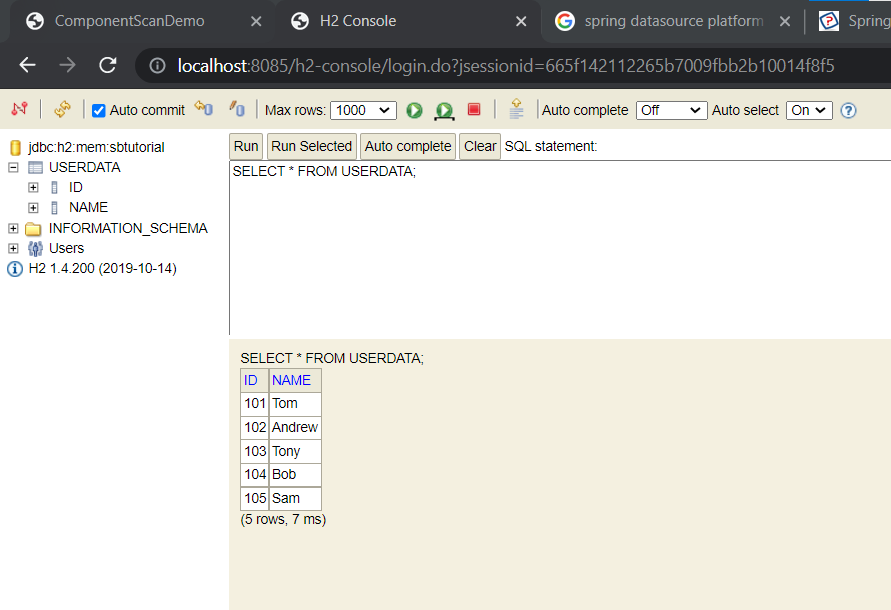 ComponentScanDemo
H2 Console
spring datasource platform
Spring
localhost:8085/h2-console/login.do?jsessionid=665f142112265b7009fbb2b10014f8f5
Auto commit Max rows: 1000 Auto complete Off Auto select On
jdbc:h2:mem:sbtutorial
USERDATA
ID
NAME
INFORMATION_SCHEMA
Users
H2 1.4.200 (2019-10-14)
Run Run Selected Auto complete Clear SQL statement:
SELECT * FROM USERDATA;
SELECT * FROM USERDATA;
ID NAME
101 Tom
102 Andrew
103 Tony
104 Bob
105 Sam
(5 rows, 7 ms)